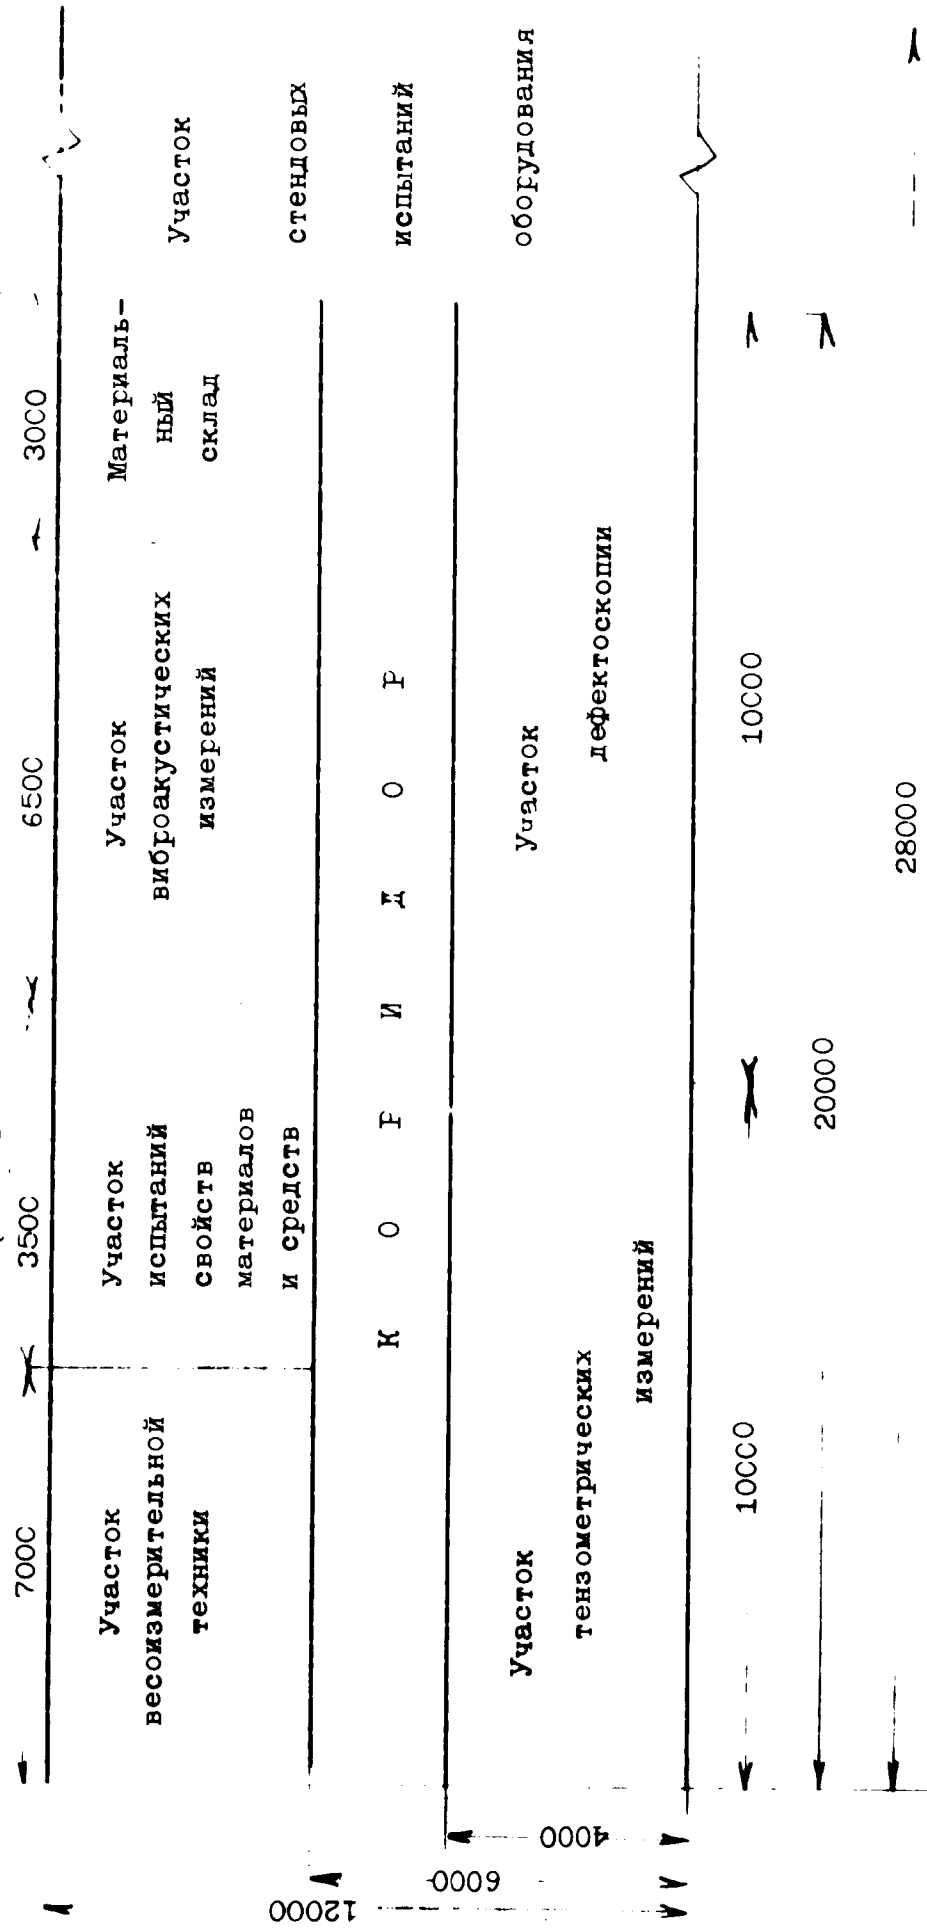 7000
3500
6500
3000
Участок
весоизмерительной
техники
Участок
испытаний
свойств
материалов
и средств
Участок
виброакустических
измерений
Материаль-
ный
склад
Участок
стендовых
испытаний
оборудования
К О Р И Д О Р
Участок
тензометрических
измерений
Участок
дефектоскопии
10000
10000
20000
28000
4000
6000
12000